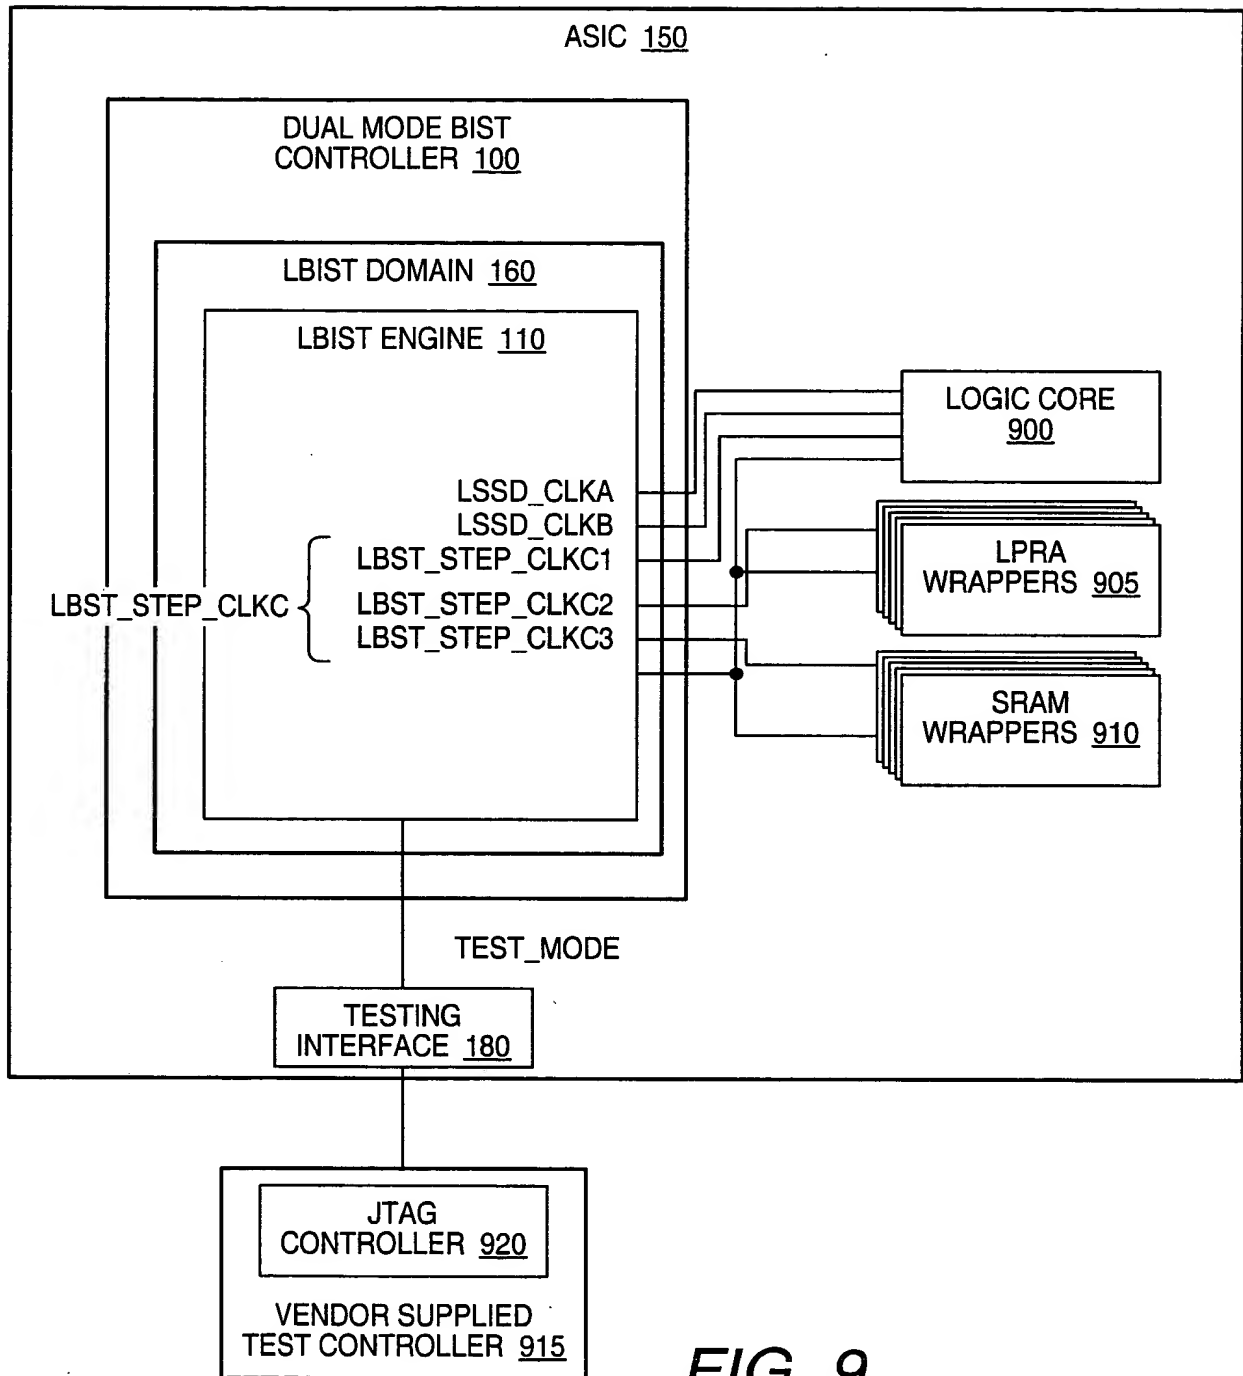 ASIC 150
DUAL MODE BIST
CONTROLLER 100
LBIST DOMAIN 160
LBIST ENGINE 110
LSSD_CLKA
LSSD_CLKB
LBST_STEP_CLKC1
LBST_STEP_CLKC
LBST_STEP_CLKC2
LBST_STEP_CLKC3
LOGIC CORE
900
LPRA
WRAPPERS 905
SRAM
WRAPPERS 910
TEST_MODE
TESTING
INTERFACE 180
JTAG
CONTROLLER 920
VENDOR SUPPLIED
TEST CONTROLLER 915
FIG. 9